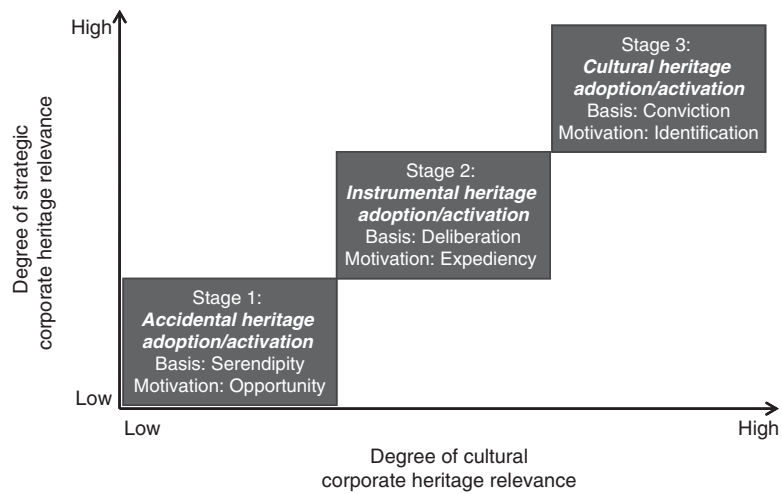 High
Degree of strategic
corporate heritage relevance
Stage 3:
Cultural heritage
adoption/activation
Basis: Conviction
Motivation: Identification
Stage 2:
Instrumental heritage
adoption/activation
Basis: Deliberation
Motivation: Expediency
Stage 1:
Accidental heritage
adoption/activation
Basis: Serendipity
Motivation: Opportunity
Low
Low
High
Degree of cultural
corporate heritage relevance